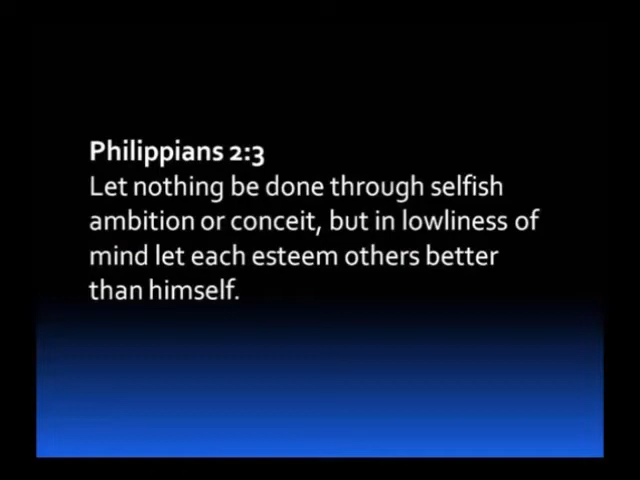 Philippians 2:3
Let nothing be done through selfish
ambition or conceit, but in lowliness of
mind let each esteem others better
than himself.